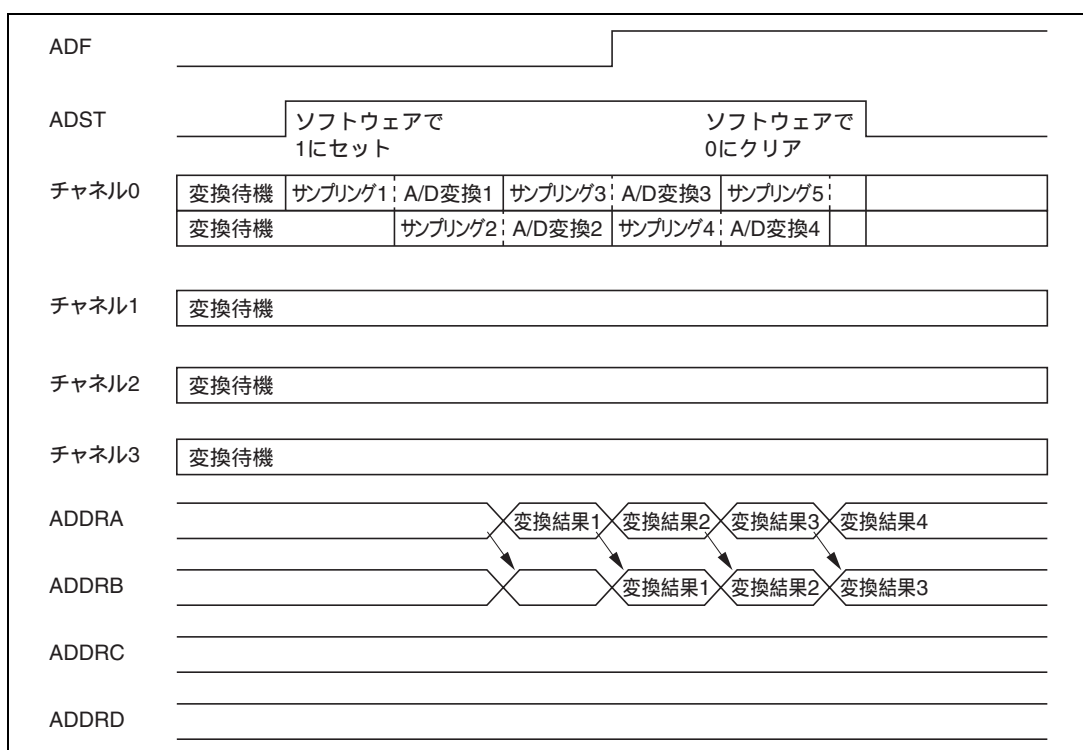 ADF
ADST
ソフトウェアで
1にセット
ソフトウェアで
0にクリア
チャネル0
変換待機 サンプリング1 A/D変換1 サンプリング3 A/D変換3 サンプリング5
変換待機 サンプリング2 A/D変換2 サンプリング4 A/D変換4
チャネル1 変換待機
チャネル2 変換待機
チャネル3 変換待機
ADDRA 変換結果1 変換結果2 変換結果3 変換結果4
ADDRB 変換結果1 変換結果2 変換結果3
ADDRC
ADDRD